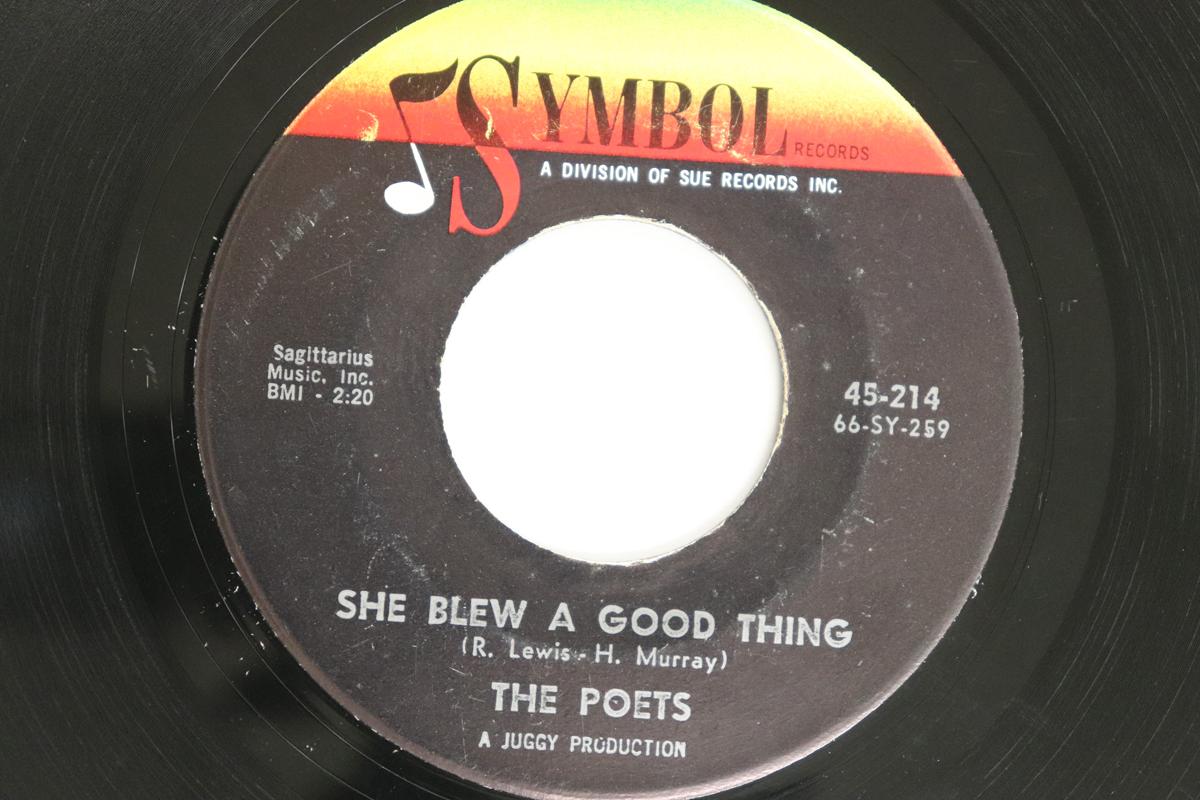 SYMBOL RECORDS
A DIVISION OF SUE RECORDS INC.
Sagittarius
Music, Inc.
BMI - 2:20
45-214
66-SY-259
SHE BLEW A GOOD THING
(R. Lewis - H. Murray)
THE POETS
A JUGGY PRODUCTION